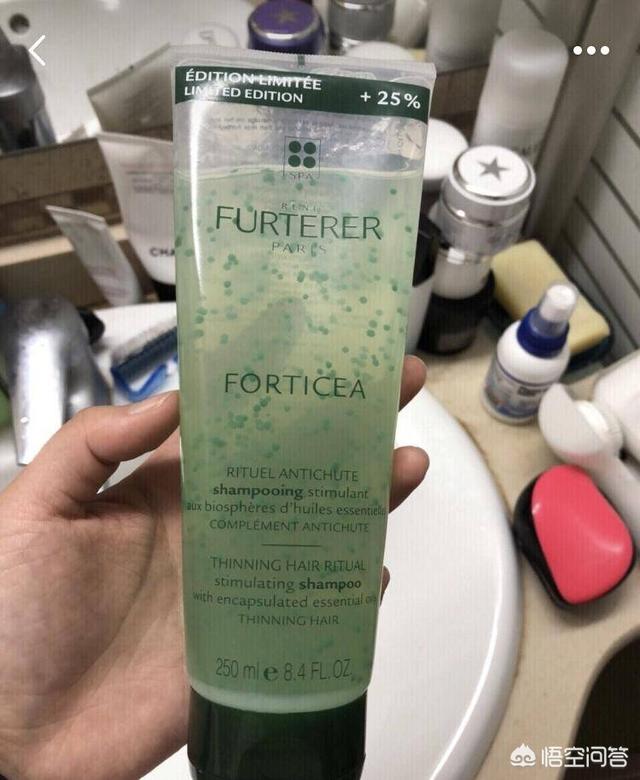 ÉDITION LIMITÉE
LIMITED EDITION
+ 25%
SPA
RENE
FURTERER
PARIS
FORTICEA
RITUEL ANTICHUTE
shampooing stimulant
aux biosphères d'huiles essentielles
COMPLÉMENT ANTICHUTE
THINNING HAIR RITUAL
stimulating shampoo
with encapsulated essential oils
THINNING HAIR
250 ml e 8.4 FL.OZ.
CHA
悟空问答